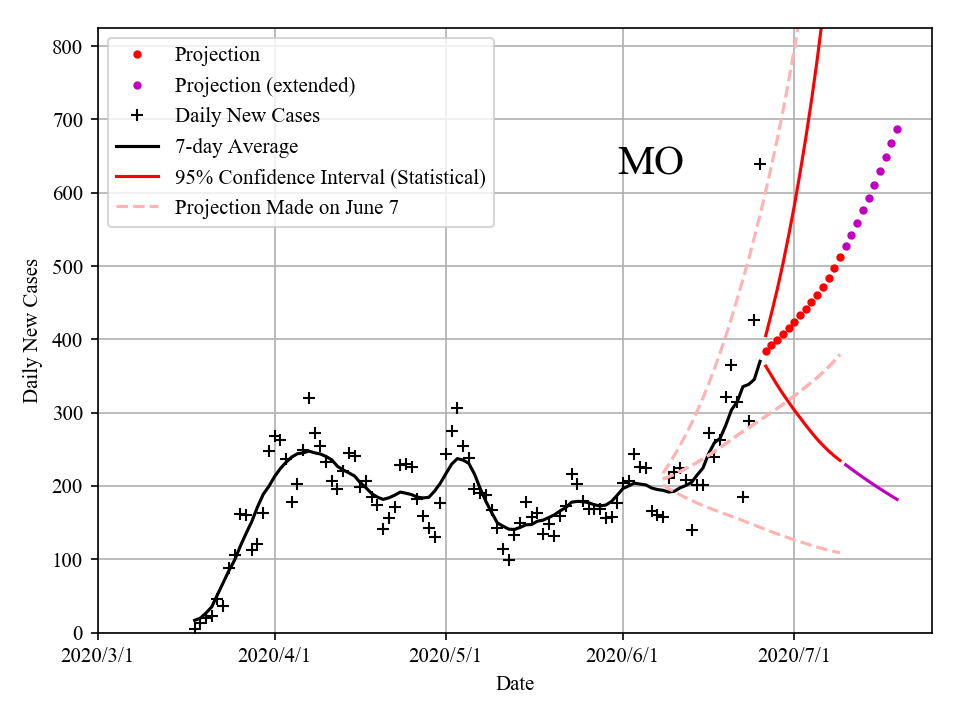 800
700
600
500
400
300
200
100
0
Daily New Cases
Projection
Projection (extended)
Daily New Cases
7-day Average
95% Confidence Interval (Statistical)
Projection Made on June 7
MO
2020/3/1
2020/4/1
2020/5/1
2020/6/1
2020/7/1
Date